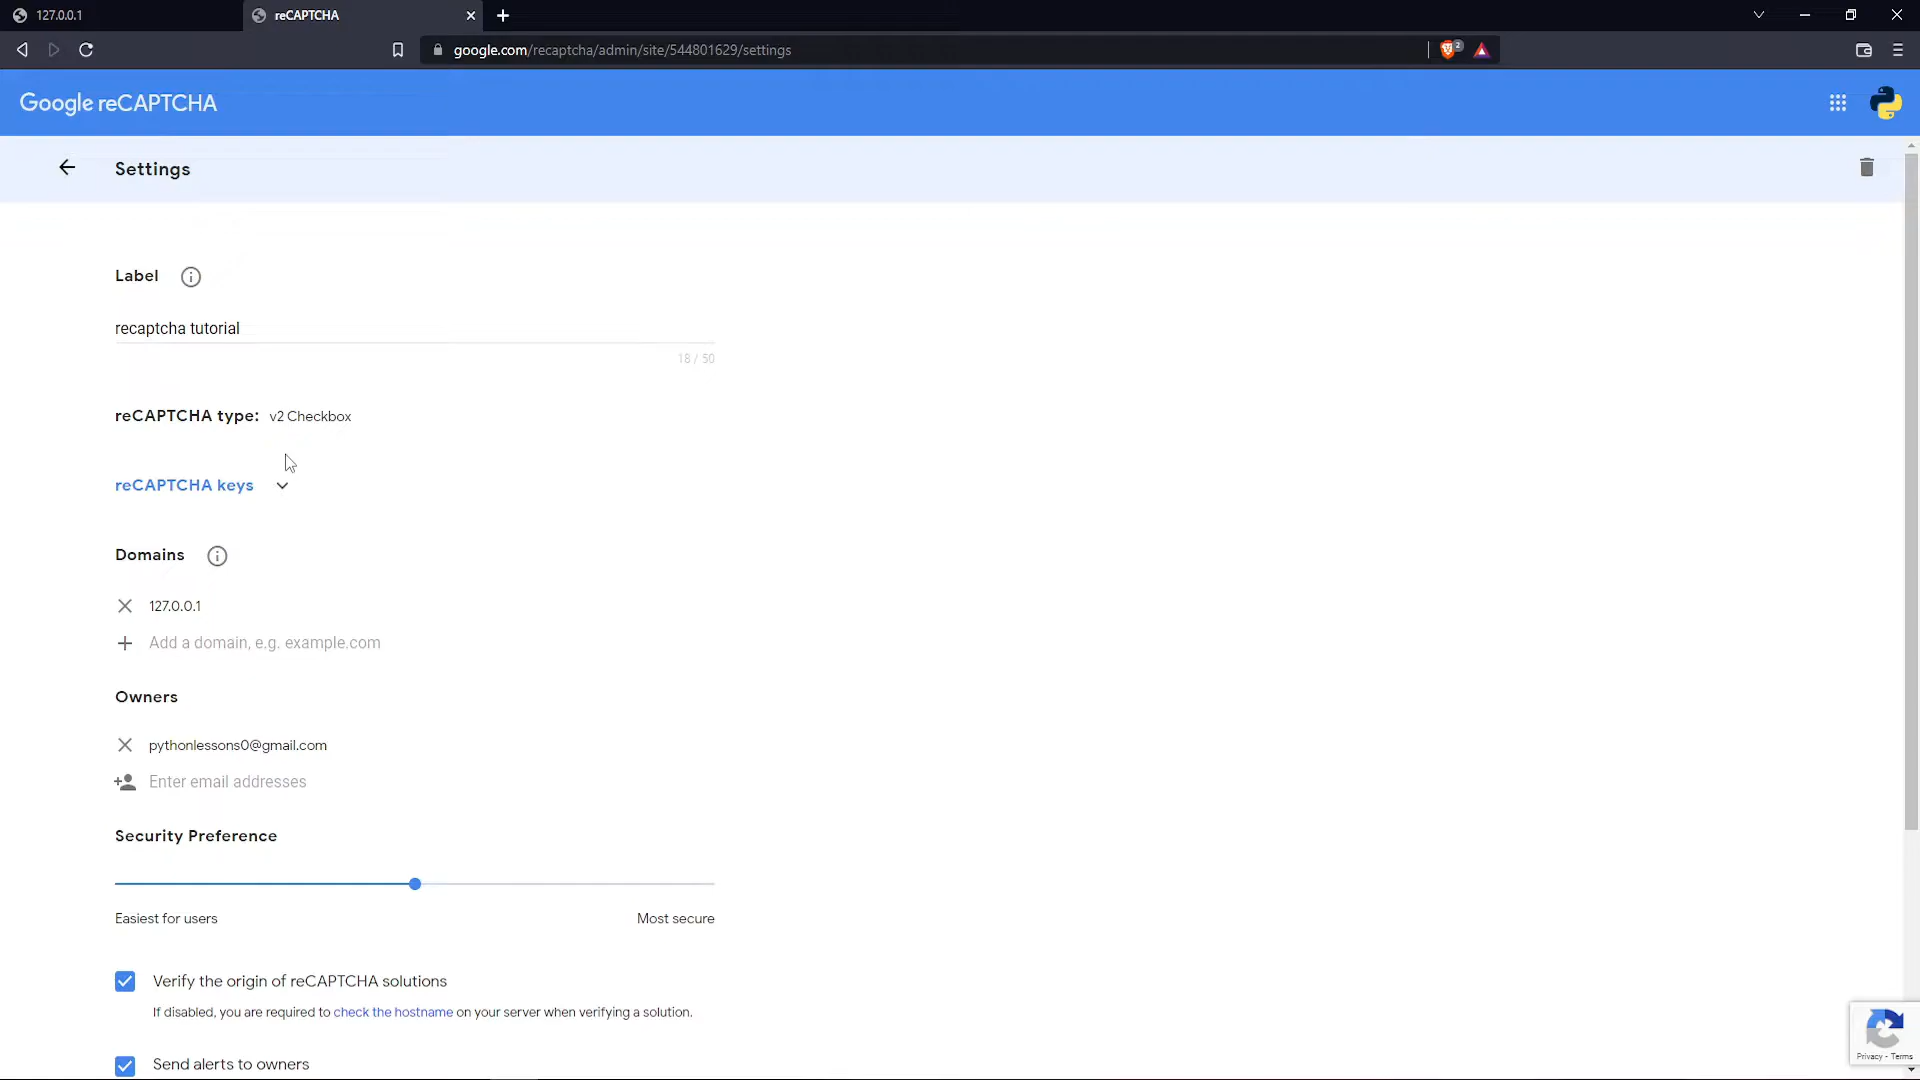 127.0.0.1
reCAPTCHA
google.com/recaptcha/admin/site/544801629/settings
2
Google reCAPTCHA
Settings
Label
recaptcha tutorial
18 / 50
reCAPTCHA type: v2 Checkbox
reCAPTCHA keys
Domains
127.0.0.1
Add a domain, e.g. example.com
Owners
pythonlessons0@gmail.com
Enter email addresses
Security Preference
Easiest for users
Most secure
Verify the origin of reCAPTCHA solutions
If disabled, you are required to check the hostname on your server when verifying a solution.
Send alerts to owners
Privacy - Terms